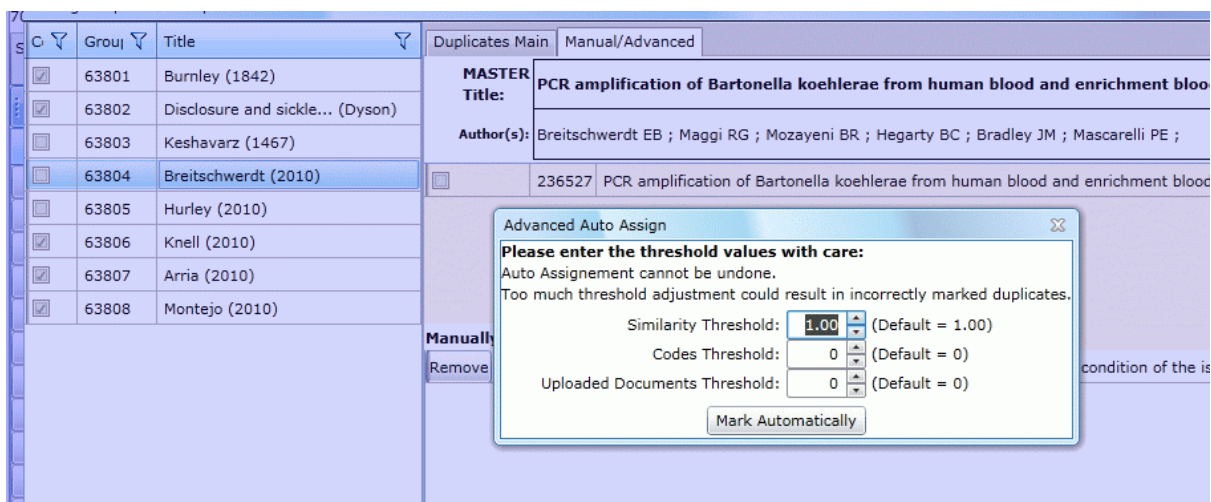 C Grou Title
63801 Burnley (1842)
63802 Disclosure and sickle... (Dyson)
63803 Keshavarz (1467)
63804 Breitschwerdt (2010)
63805 Hurley (2010)
63806 Knell (2010)
63807 Arria (2010)
63808 Montejo (2010)
Duplicates Main Manual/Advanced
MASTER Title: PCR amplification of Bartonella koehlerae from human blood and enrichment bloo
Author(s): Breitschwerdt EB ; Maggi RG ; Mozayeni BR ; Hegarty BC ; Bradley JM ; Mascarelli PE ;
236527 PCR amplification of Bartonella koehlerae from human blood and enrichment blood
Advanced Auto Assign
Please enter the threshold values with care:
Auto Assignement cannot be undone.
Too much threshold adjustment could result in incorrectly marked duplicates.
Similarity Threshold: 1.00 (Default = 1.00)
Codes Threshold: 0 (Default = 0)
Uploaded Documents Threshold: 0 (Default = 0)
Mark Automatically
Manually
Remove condition of the is